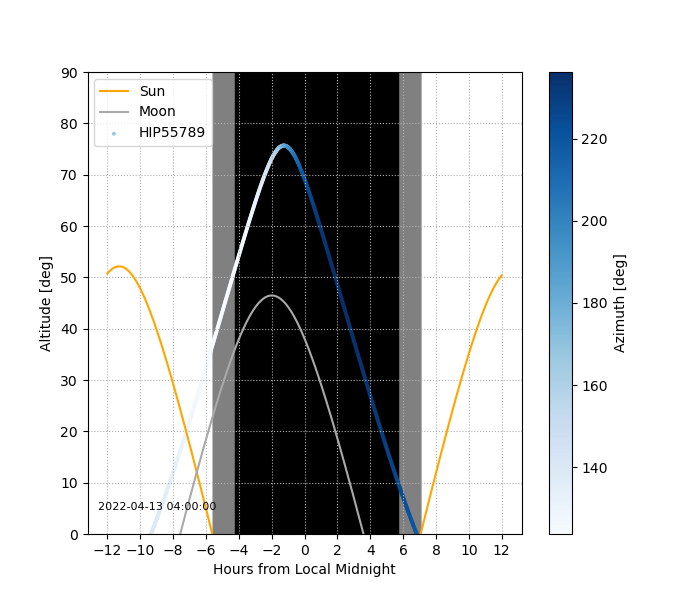 Sun
Moon
HIP55789
90
80
70
60
50
40
30
20
10
0
Altitude [deg]
2022-04-13 04:00:00
−12 −10 −8 −6 −4 −2 0 2 4 6 8 10 12
Hours from Local Midnight
220
200
180
160
140
Azimuth [deg]